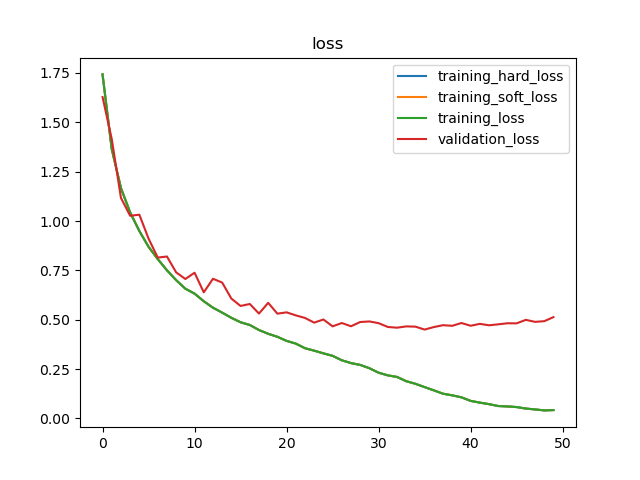 loss
training_hard_loss
training_soft_loss
training_loss
validation_loss
1.75
1.50
1.25
1.00
0.75
0.50
0.25
0.00
0 10 20 30 40 50